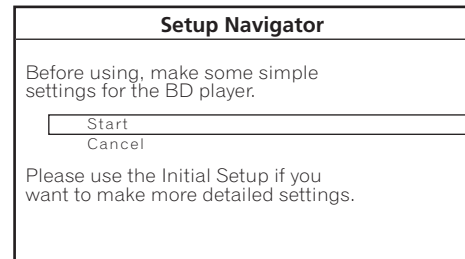 Setup Navigator
Before using, make some simple
settings for the BD player.
Start
Cancel
Please use the Initial Setup if you
want to make more detailed settings.